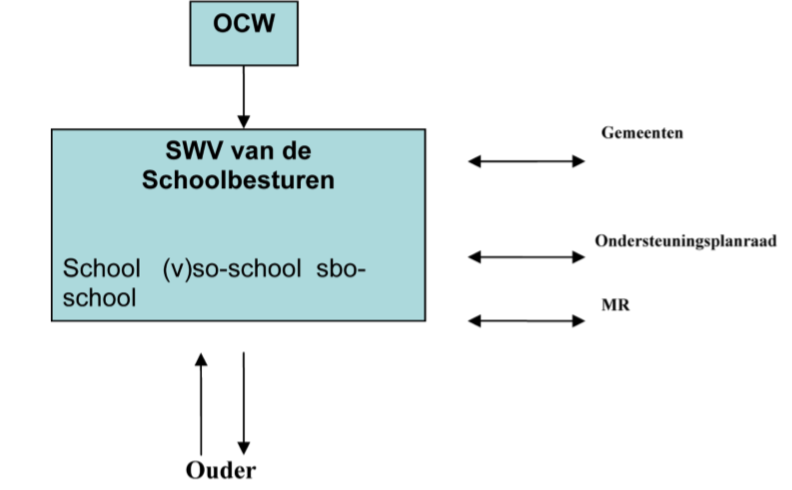 OCW
SWV van de
Schoolbesturen
School (v)so-school sbo-
school
Gemeenten
Ondersteuningsplanraad
MR
Ouder